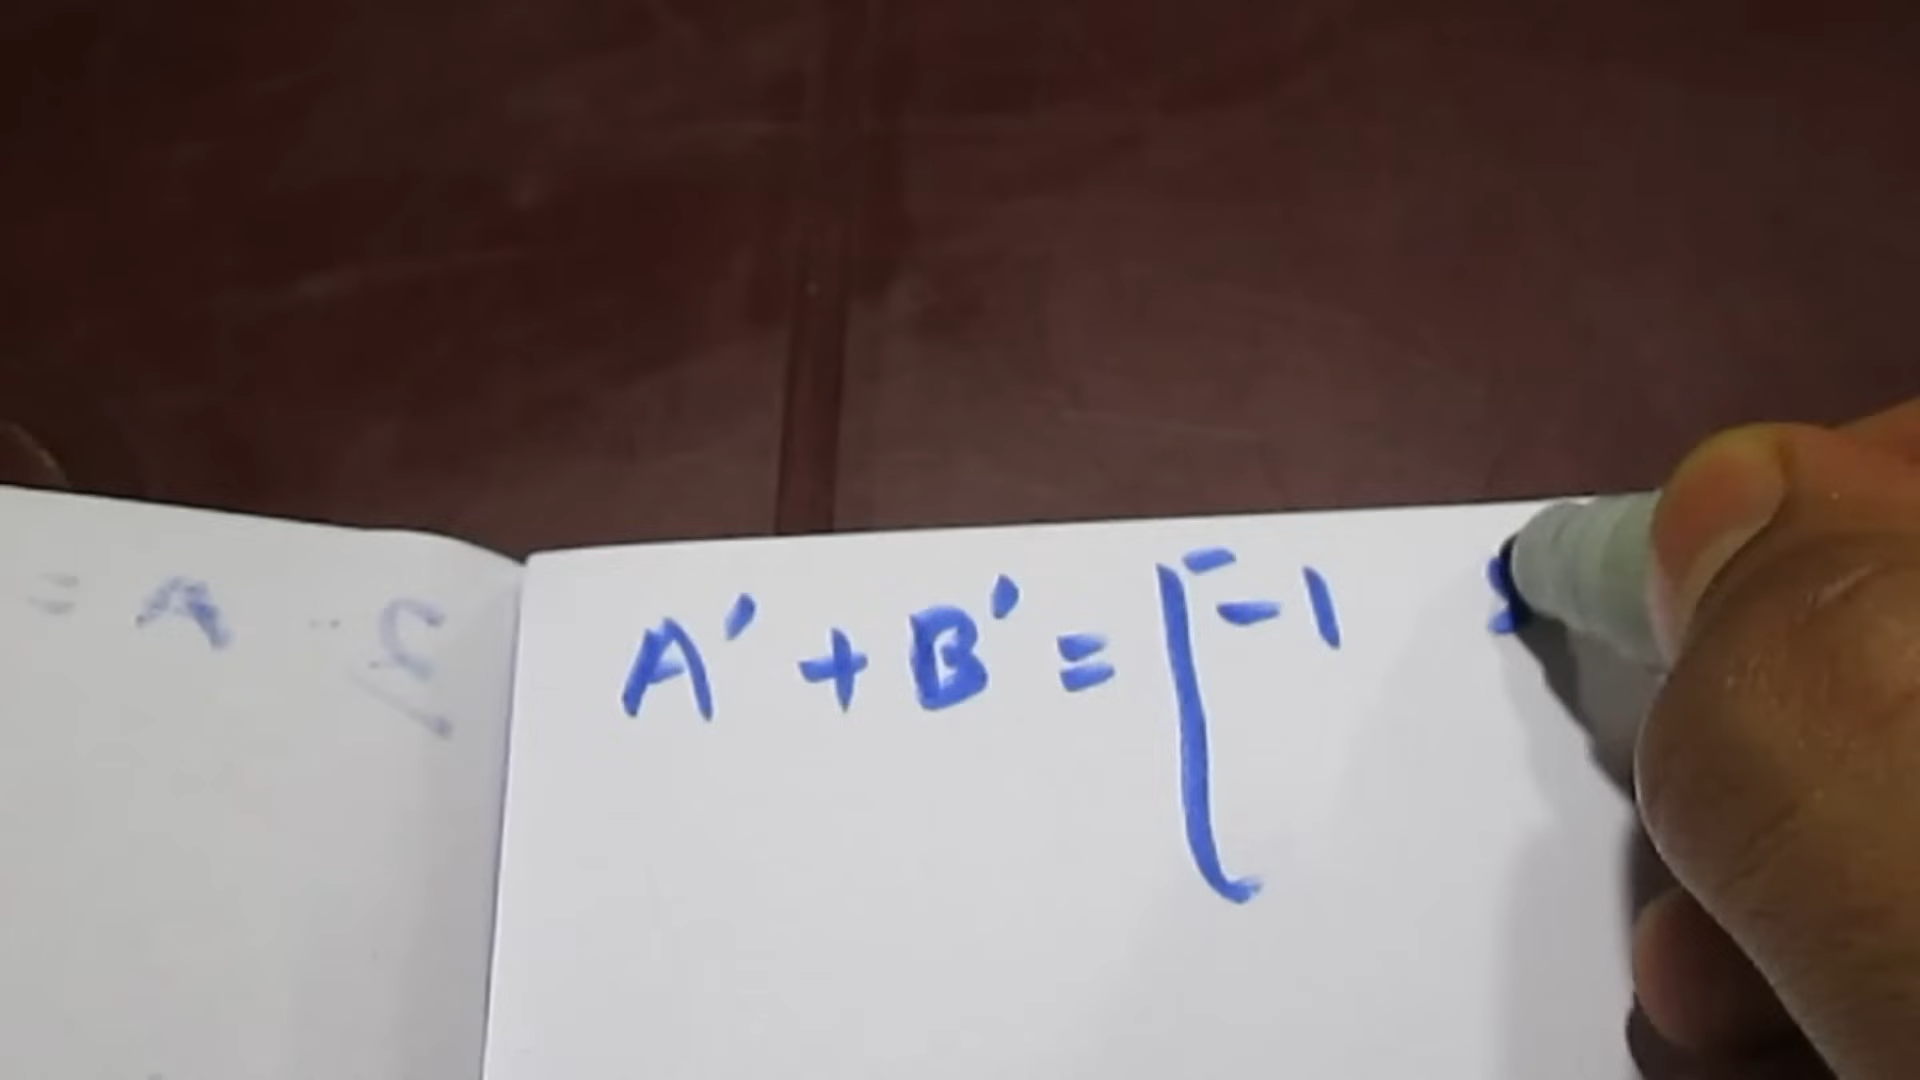 A' + B' = [ -1